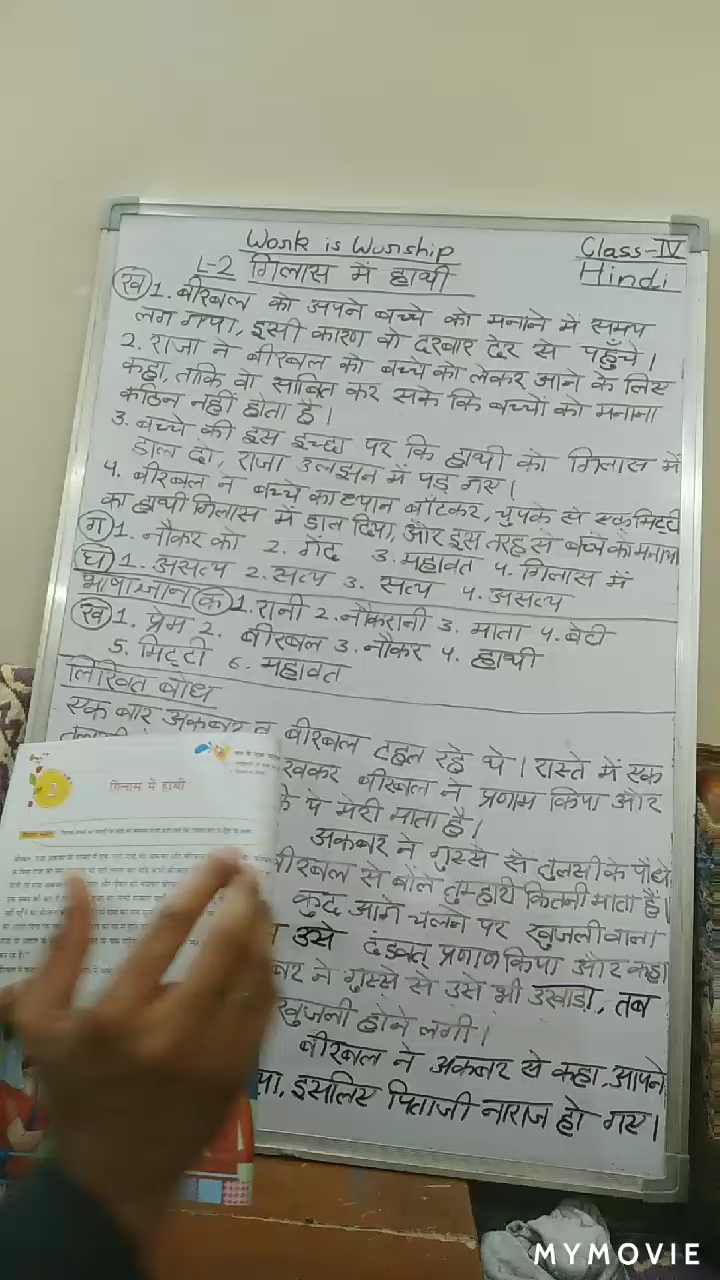 Work is Worship
Class-IV
Hindi
L-2 गिलास में हाथी
(ख) 1. बीरबल को अपने बच्चे को मनाने में समय
लग गया, इसी कारण वो दरबार देर से पहुँचे।
2. राजा ने बीरबल को बच्चे को लेकर आने के लिए
कहा, ताकि वो साबित कर सके कि बच्चों को मनाना
कठिन नहीं होता है।
3. बच्चे की इस इच्छा पर कि हाथी को गिलास में
डाल दो, राजा उलझन में पड़ गए।
4. बीरबल ने बच्चे का ध्यान बाँटकर, चुपके से एक मिट्टी
का हाथी गिलास में डाल दिया, और इस तरह से बच्चे को मनाया
(ग) 1. नौकर को 2. गेंद 3. महावत 4. गिलास में
(घ) 1. असत्य 2. सत्य 3. सत्य 4. असत्य
भाषाज्ञान (क) 1. रानी 2. नौकरानी 3. माता 4. बेटी
(ख) 1. प्रेम 2. बीरबल 3. नौकर 4. हाथी
5. मिट्टी 6. महावत
लिखित बोध
एक बार अकबर व बीरबल टहल रहे थे। रास्ते में एक
खकर बीरबल ने प्रणाम किया और
के ये मेरी माता है।
अकबर ने गुस्से से तुलसी के पौधे
बीरबल से बोले तुम्हारी कितनी माता हैं।
कुछ आगे चलने पर खुजलीवाला
उसे दंडवत् प्रणाण किया और कहा
बर ने गुस्से से उसे भी उखाड़ा, तब
खुजली होने लगी।
बीरबल ने अकबर से कहा, आपने
या, इसलिए पिताजी नाराज हो गए।
गिलास में हाथी
MYMOVIE